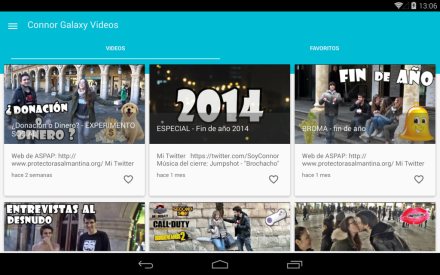 13:06
Connor Galaxy Videos
VIDEOS
FAVORITOS
¿DONACIÓN
O
DINERO?
¿Donación o Dinero? - EXPERIMENTO
Web de ASPAP: http://
www.protectorasalmantina.org/ Mi Twitter
hace 2 semanas
2014
ESPECIAL - Fin de año 2014
Mi Twitter https://twitter.com/SoyConnor
Música del cierre: Jumpshot - "Brochacho"
hace 1 mes
FIN DE
AÑO
BROMA - fin de año
Web de ASPAP: http://
www.protectorasalmantina.org/ Mi Twitter
hace 1 mes
ENTREVISTAS AL
DESNUDO
CALL·DUTY
2